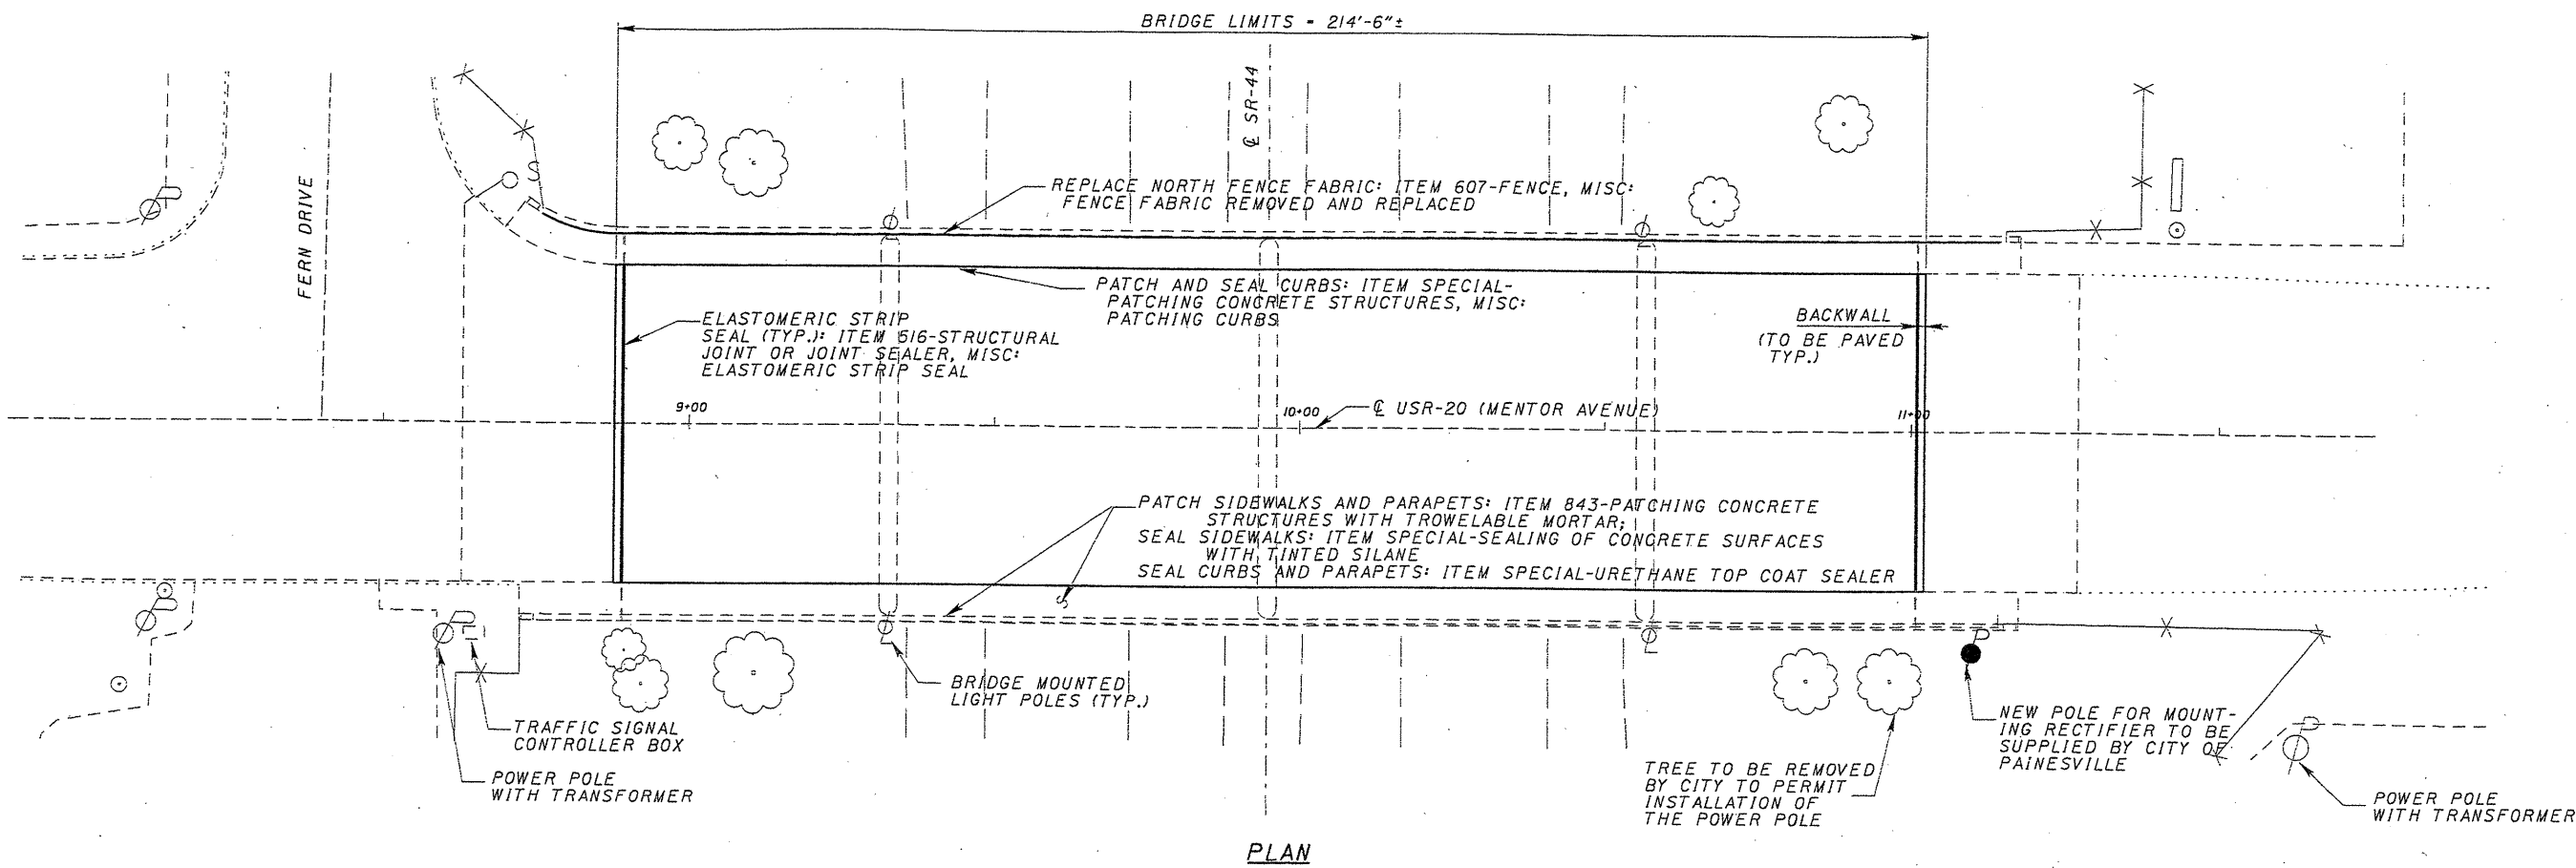 BRIDGE LIMITS = 214'-6"±
℄ SR-44
FERN DRIVE
S
P
REPLACE NORTH FENCE FABRIC: ITEM 607-FENCE, MISC:
FENCE FABRIC REMOVED AND REPLACED
PATCH AND SEAL CURBS: ITEM SPECIAL-
PATCHING CONCRETE STRUCTURES, MISC:
PATCHING CURBS
ELASTOMERIC STRIP
SEAL (TYP.): ITEM 516-STRUCTURAL
JOINT OR JOINT SEALER, MISC:
ELASTOMERIC STRIP SEAL
BACKWALL
(TO BE PAVED
TYP.)
9+00
10+00
℄ USR-20 (MENTOR AVENUE)
11+00
PATCH SIDEWALKS AND PARAPETS: ITEM 843-PATCHING CONCRETE
STRUCTURES WITH TROWELABLE MORTAR;
SEAL SIDEWALKS: ITEM SPECIAL-SEALING OF CONCRETE SURFACES
WITH TINTED SILANE
SEAL CURBS AND PARAPETS: ITEM SPECIAL-URETHANE TOP COAT SEALER
P
P
P
P
BRIDGE MOUNTED
LIGHT POLES (TYP.)
TRAFFIC SIGNAL
CONTROLLER BOX
POWER POLE
WITH TRANSFORMER
NEW POLE FOR MOUNT-
ING RECTIFIER TO BE
SUPPLIED BY CITY OF
PAINESVILLE
TREE TO BE REMOVED
BY CITY TO PERMIT
INSTALLATION OF
THE POWER POLE
POWER POLE
WITH TRANSFORMER
PLAN